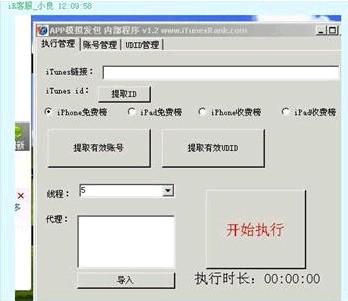 iR客服_小良 12:09:58
APP模拟发包 内部程序 v1.2 www.iTunesRank.com
执行管理 账号管理 UDID管理
iTunes链接：
iTunes id： 提取ID
iPhone免费榜 iPad免费榜 iPhone收费榜 iPad收费榜
提取有效账号 提取有效UDID
新
线程： 5
多
代理：
开始执行
导入
执行时长：00:00:00